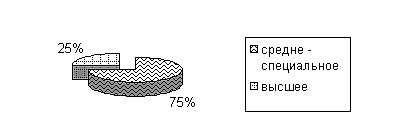 25%
75%
средне -
специальное
высшее